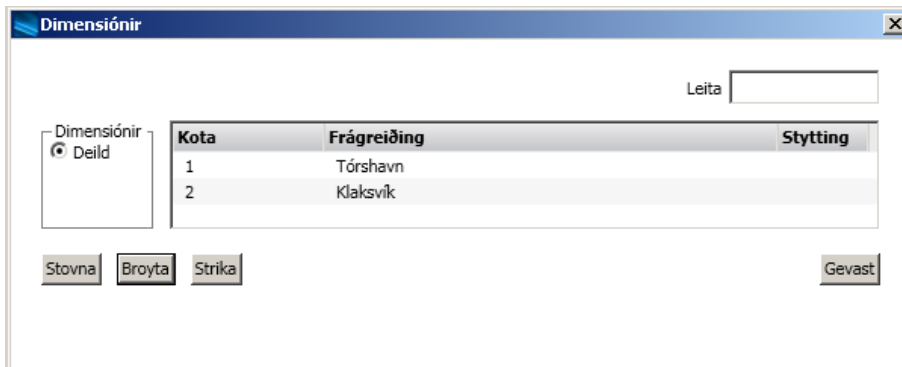 Dimensiónir
Leita
Dimensiónir
Deild
Kota Frágreiðing Stytting
1 Tórshavn
2 Klaksvík
Stovna Broyta Strika Gevast